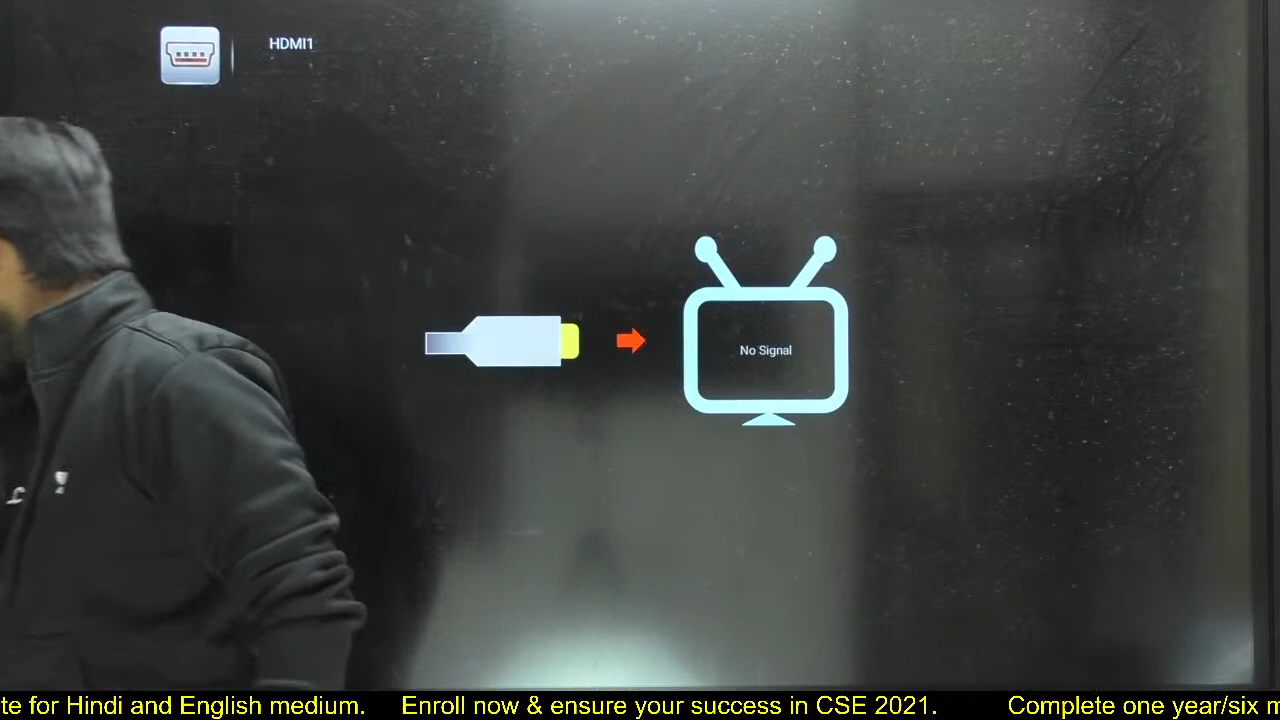 HDMI1
No Signal
te for Hindi and English medium. Enroll now & ensure your success in CSE 2021. Complete one year/six m